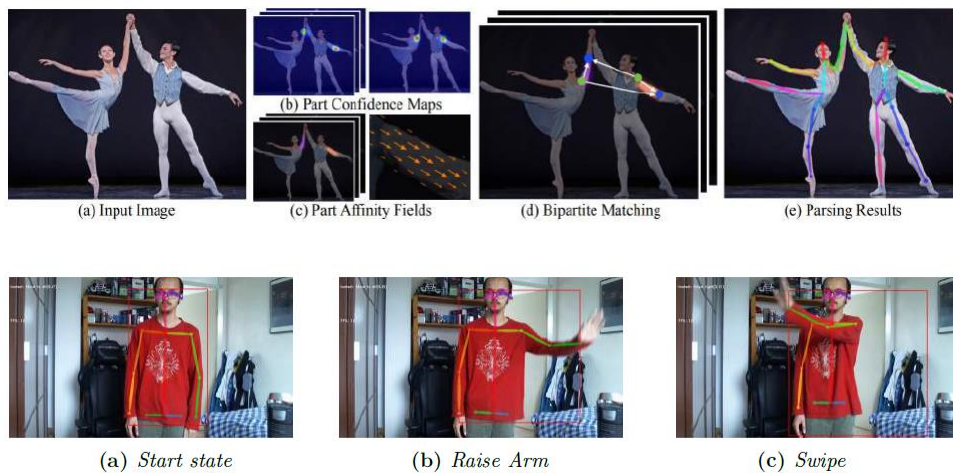 (b) Part Confidence Maps
(a) Input Image
(c) Part Affinity Fields
(d) Bipartite Matching
(e) Parsing Results
(a) Start state
(b) Raise Arm
(c) Swipe